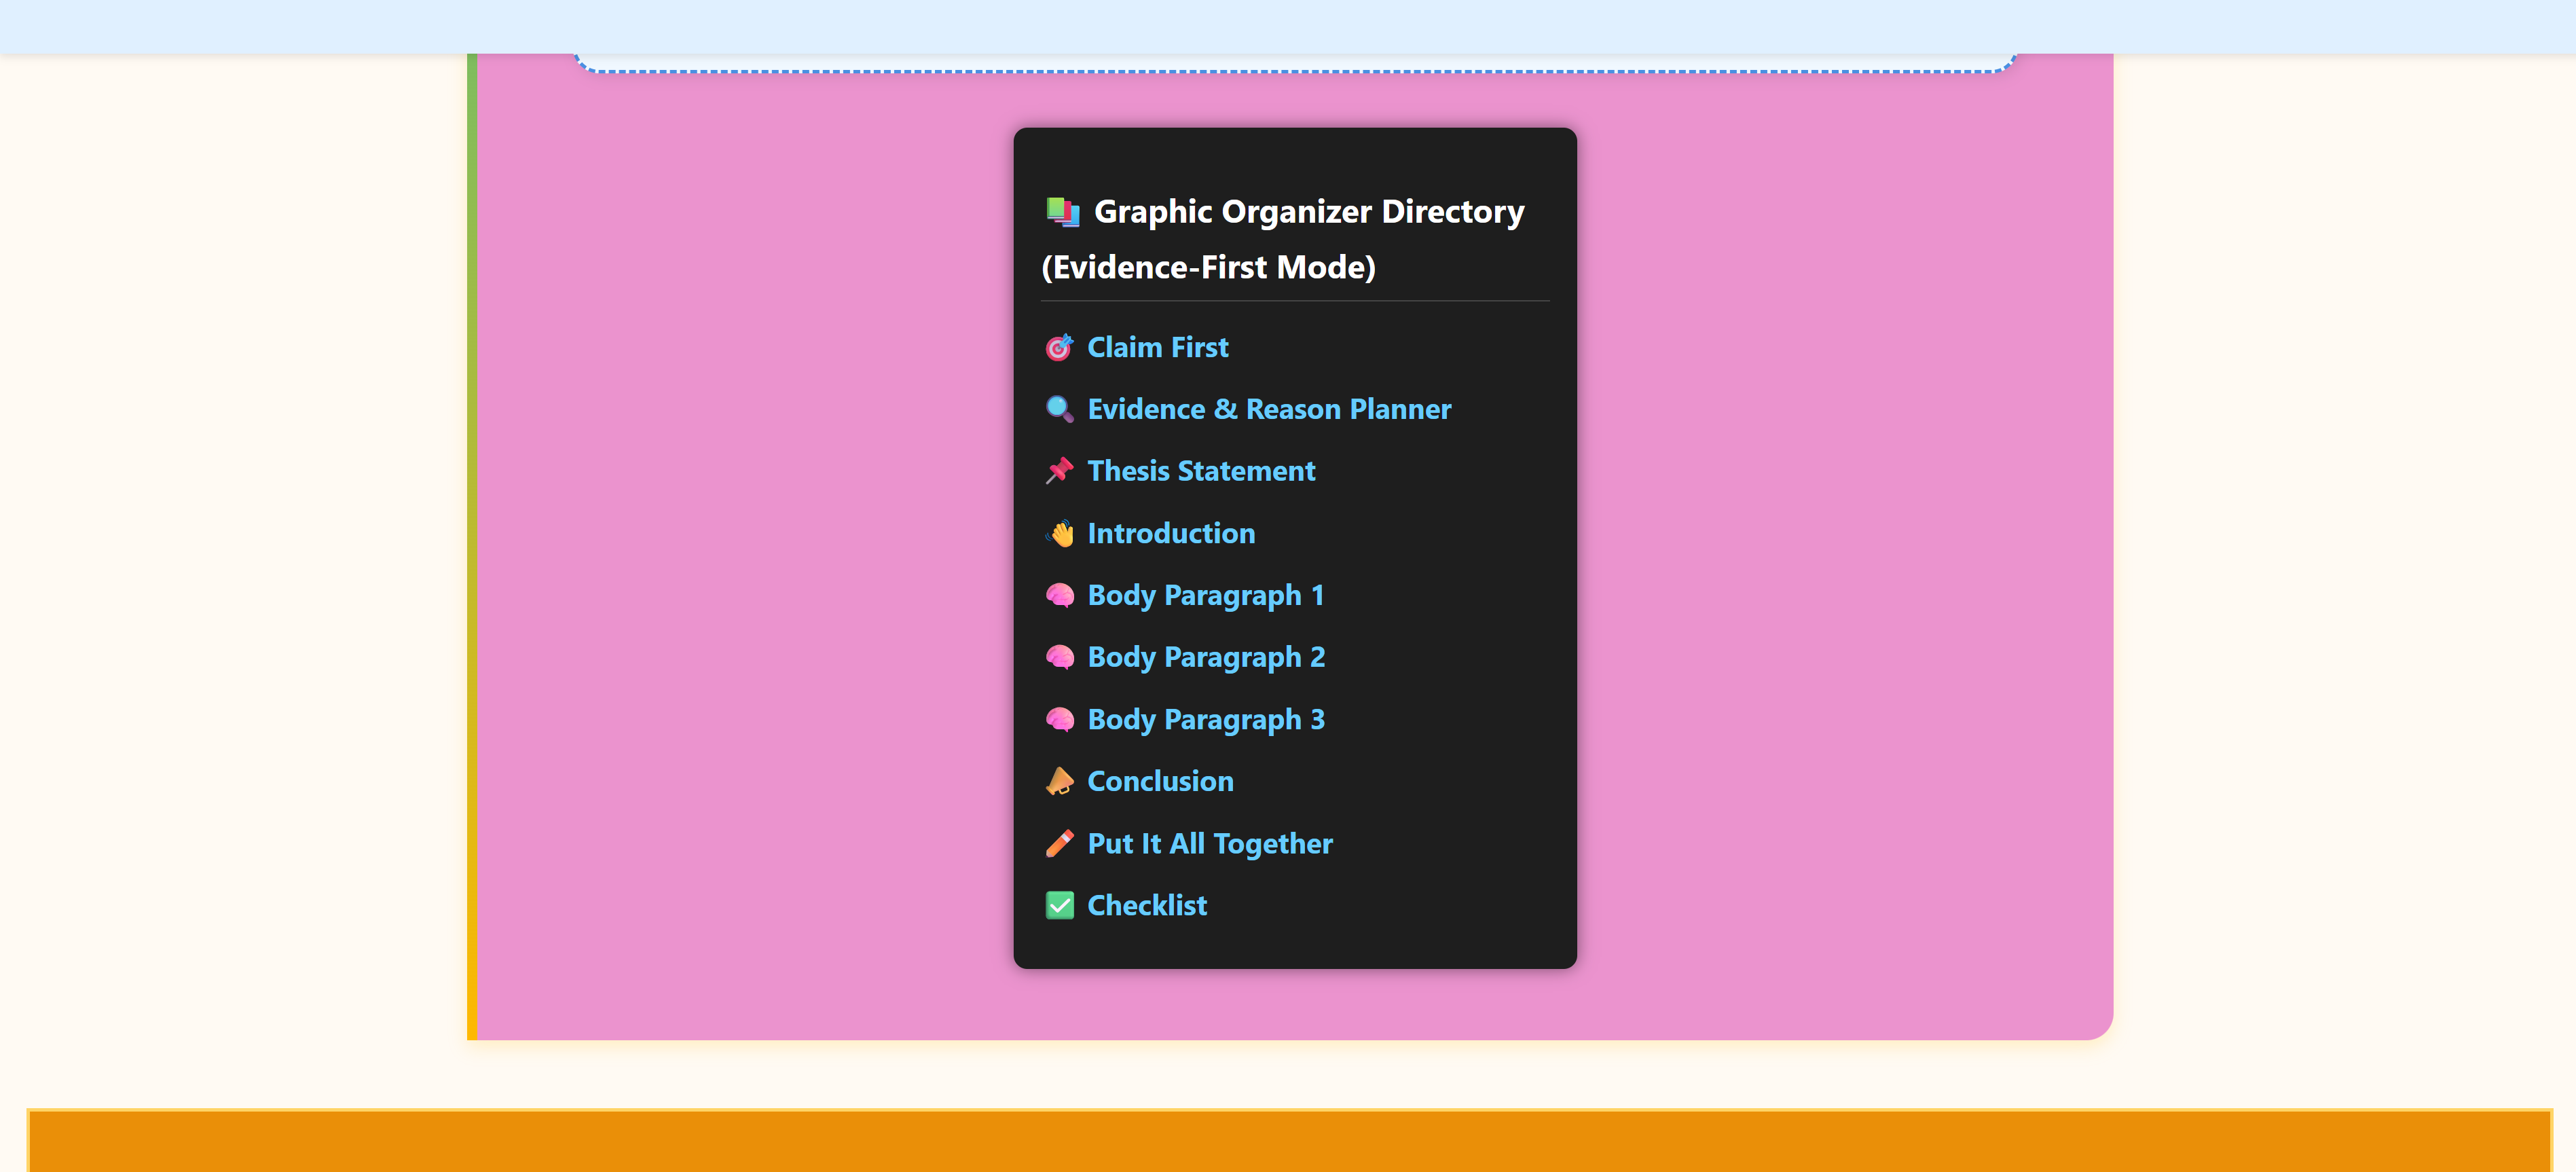 Graphic Organizer Directory
(Evidence-First Mode)
Claim First
Evidence & Reason Planner
Thesis Statement
Introduction
Body Paragraph 1
Body Paragraph 2
Body Paragraph 3
Conclusion
Put It All Together
Checklist